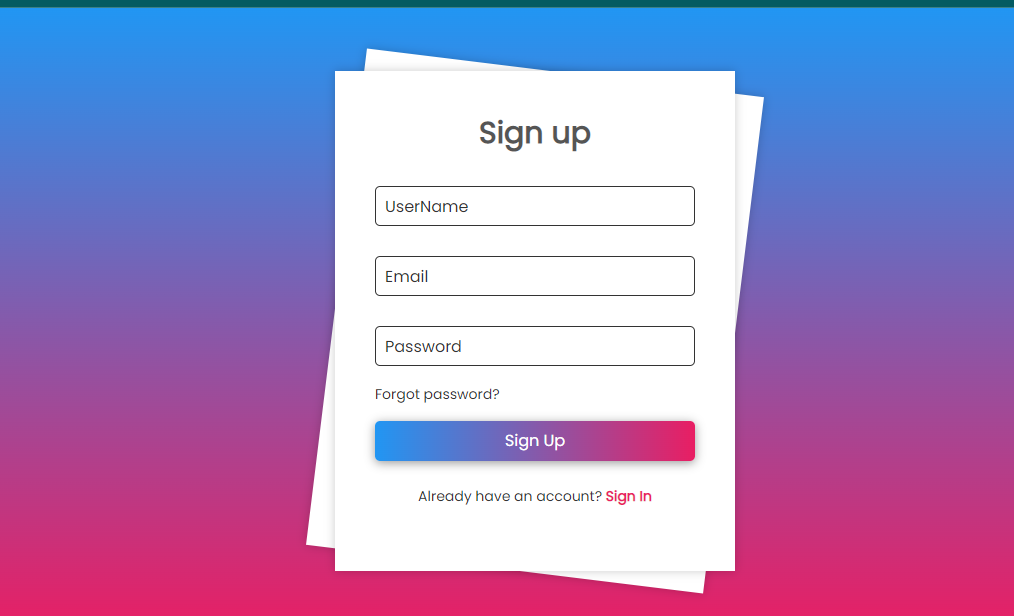 Sign up
UserName
Email
Password
Forgot password?
Sign Up
Already have an account? Sign In